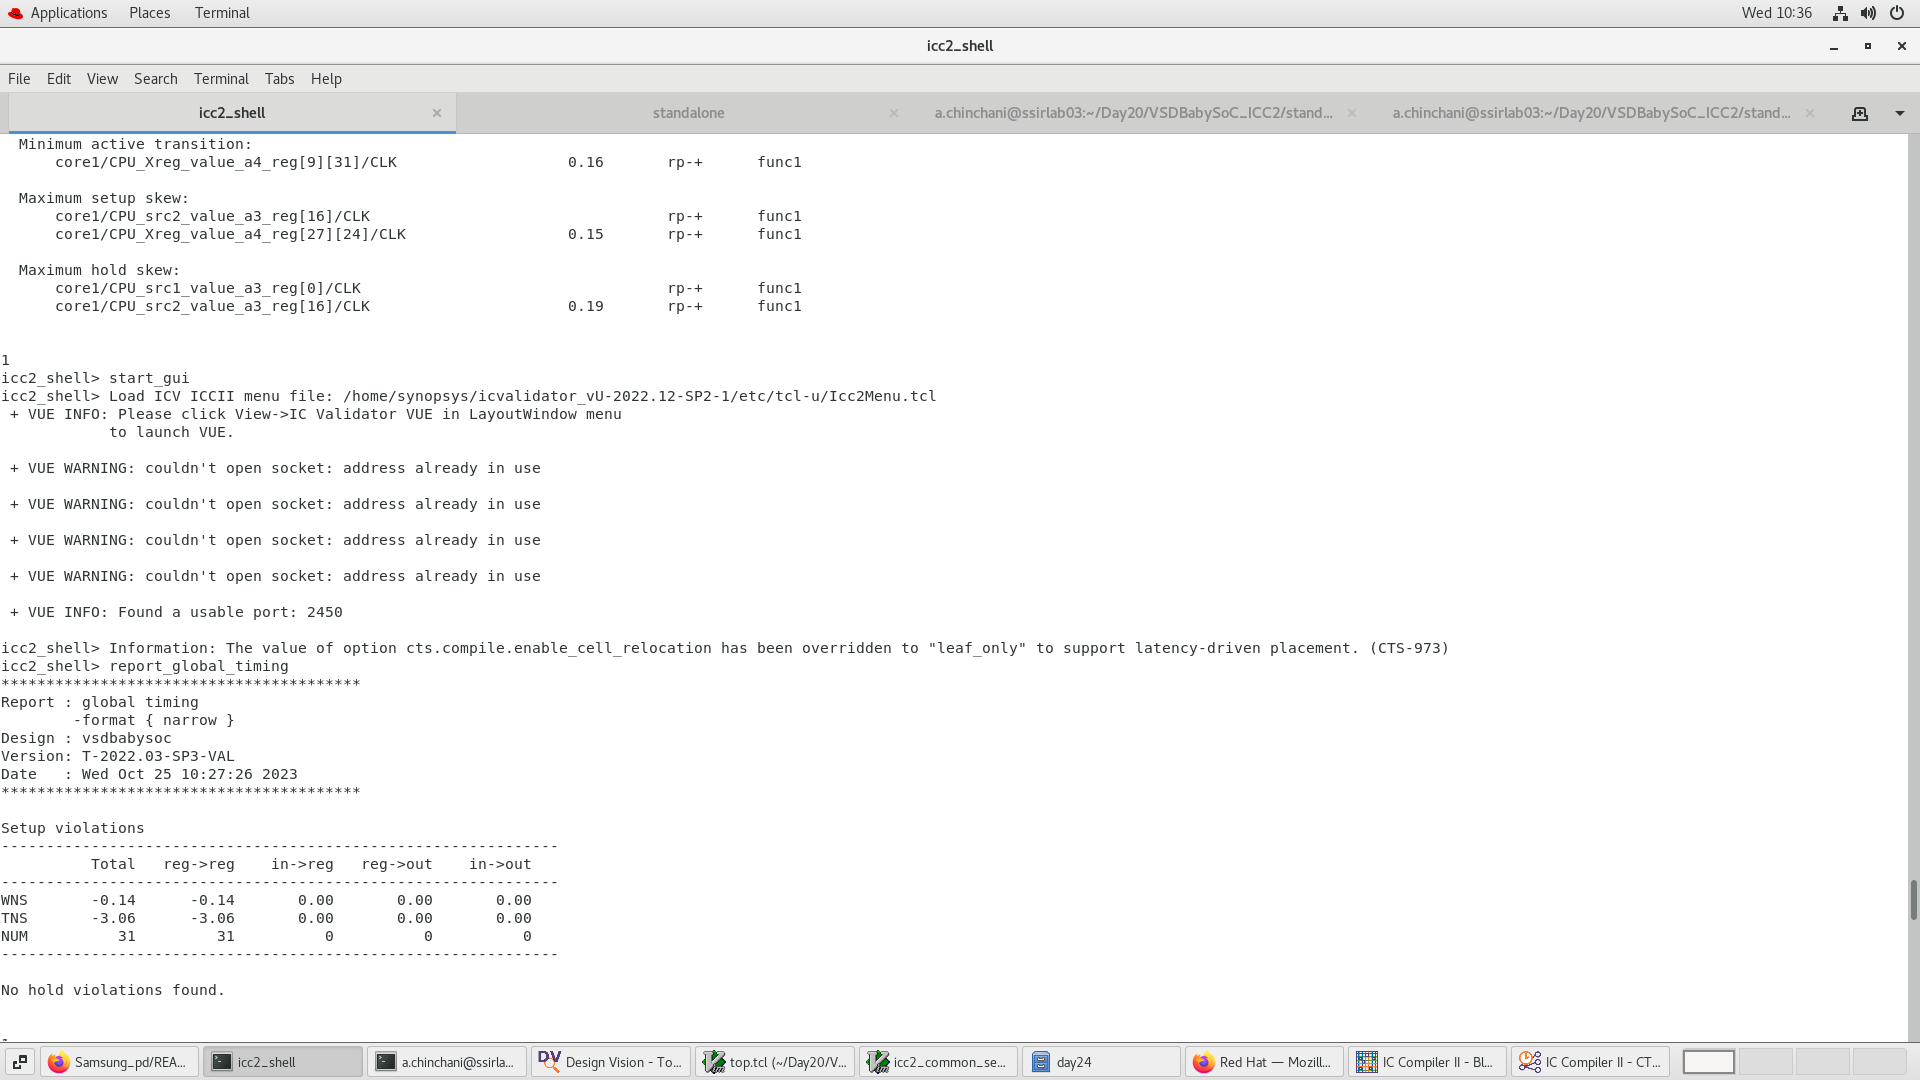 Applications Places Terminal Wed 10:36
icc2_shell
File Edit View Search Terminal Tabs Help
icc2_shell × standalone × a.chinchani@ssirlab03:~/Day20/VSDBabySoC_ICC2/stand... × a.chinchani@ssirlab03:~/Day20/VSDBabySoC_ICC2/stand... ×
Minimum active transition:
core1/CPU_Xreg_value_a4_reg[9][31]/CLK 0.16 rp-+ func1
Maximum setup skew:
core1/CPU_src2_value_a3_reg[16]/CLK rp-+ func1
core1/CPU_Xreg_value_a4_reg[27][24]/CLK 0.15 rp-+ func1
Maximum hold skew:
core1/CPU_src1_value_a3_reg[0]/CLK rp-+ func1
core1/CPU_src2_value_a3_reg[16]/CLK 0.19 rp-+ func1
1
icc2_shell> start_gui
icc2_shell> Load ICV ICCII menu file: /home/synopsys/icvalidator_vU-2022.12-SP2-1/etc/tcl-u/Icc2Menu.tcl
+ VUE INFO: Please click View->IC Validator VUE in LayoutWindow menu
to launch VUE.
+ VUE WARNING: couldn't open socket: address already in use
+ VUE WARNING: couldn't open socket: address already in use
+ VUE WARNING: couldn't open socket: address already in use
+ VUE WARNING: couldn't open socket: address already in use
+ VUE INFO: Found a usable port: 2450
icc2_shell> Information: The value of option cts.compile.enable_cell_relocation has been overridden to "leaf_only" to support latency-driven placement. (CTS-973)
icc2_shell> report_global_timing
****************************************
Report : global timing
-format { narrow }
Design : vsdbabysoc
Version: T-2022.03-SP3-VAL
Date : Wed Oct 25 10:27:26 2023
****************************************
Setup violations
--------------------------------------------------------------
Total reg->reg in->reg reg->out in->out
--------------------------------------------------------------
WNS -0.14 -0.14 0.00 0.00 0.00
TNS -3.06 -3.06 0.00 0.00 0.00
NUM 31 31 0 0 0
--------------------------------------------------------------
No hold violations found.
Samsung_pd/REA... icc2_shell a.chinchani@ssirla... DV Design Vision - To... top.tcl (~/Day20/V... icc2_common_se... day24 Red Hat — Mozill... IC Compiler II - Bl... IC Compiler II - CT...